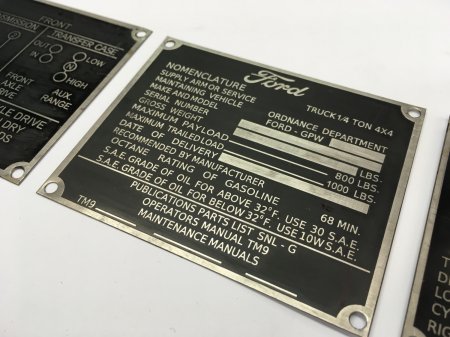 FRONT
TRANSFER CASE
OUT
IN
LOW
HIGH
FRONT
AXLE
AUX.
RANGE
DRIVE
DRY
Ford
NOMENCLATURE
TRUCK 1/4 TON 4X4
SUPPLY ARM OR SERVICE
MAINTAINING VEHICLE
ORDNANCE DEPARTMENT
MAKE AND MODEL
FORD - GPW
SERIAL NUMBER
GROSS WEIGHT
LBS.
MAXIMUM PAYLOAD
800 LBS.
MAXIMUM TRAILED LOAD
1000 LBS.
DATE OF DELIVERY
RECOMMENDED BY MANUFACTURER
OCTANE RATING OF GASOLINE
68 MIN.
S.A.E. GRADE OF OIL FOR ABOVE 32°F. USE 30 S.A.E.
S.A.E. GRADE OF OIL FOR BELOW 32°F. USE 10W S.A.E.
PUBLICATIONS PARTS LIST SNL - G
OPERATORS MANUAL TM9
MAINTENANCE MANUALS
TM9